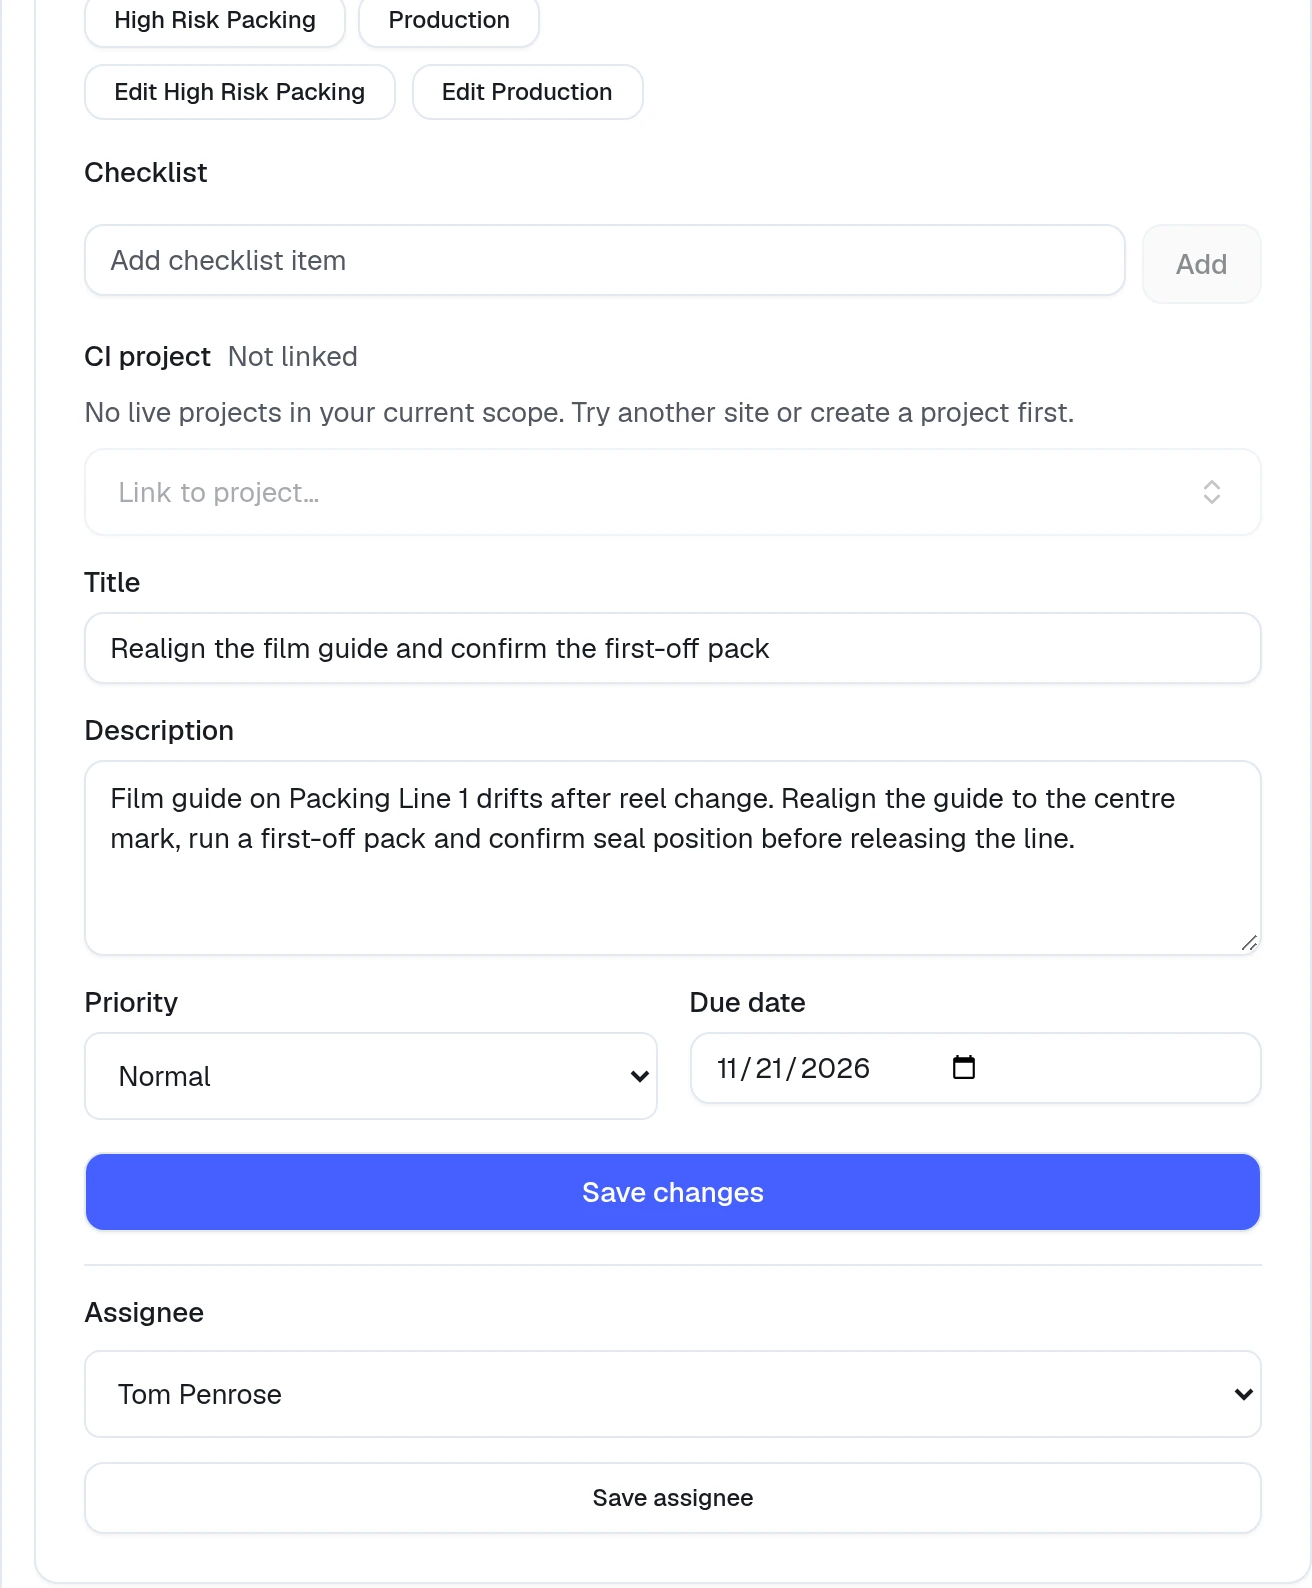 High Risk Packing Production
Edit High Risk Packing Edit Production
Checklist
Add checklist item Add
CI project Not linked
No live projects in your current scope. Try another site or create a project first.
Link to project...
Title
Realign the film guide and confirm the first-off pack
Description
Film guide on Packing Line 1 drifts after reel change. Realign the guide to the centre
mark, run a first-off pack and confirm seal position before releasing the line.
Priority Due date
Normal 11/21/2026
Save changes
Assignee
Tom Penrose
Save assignee